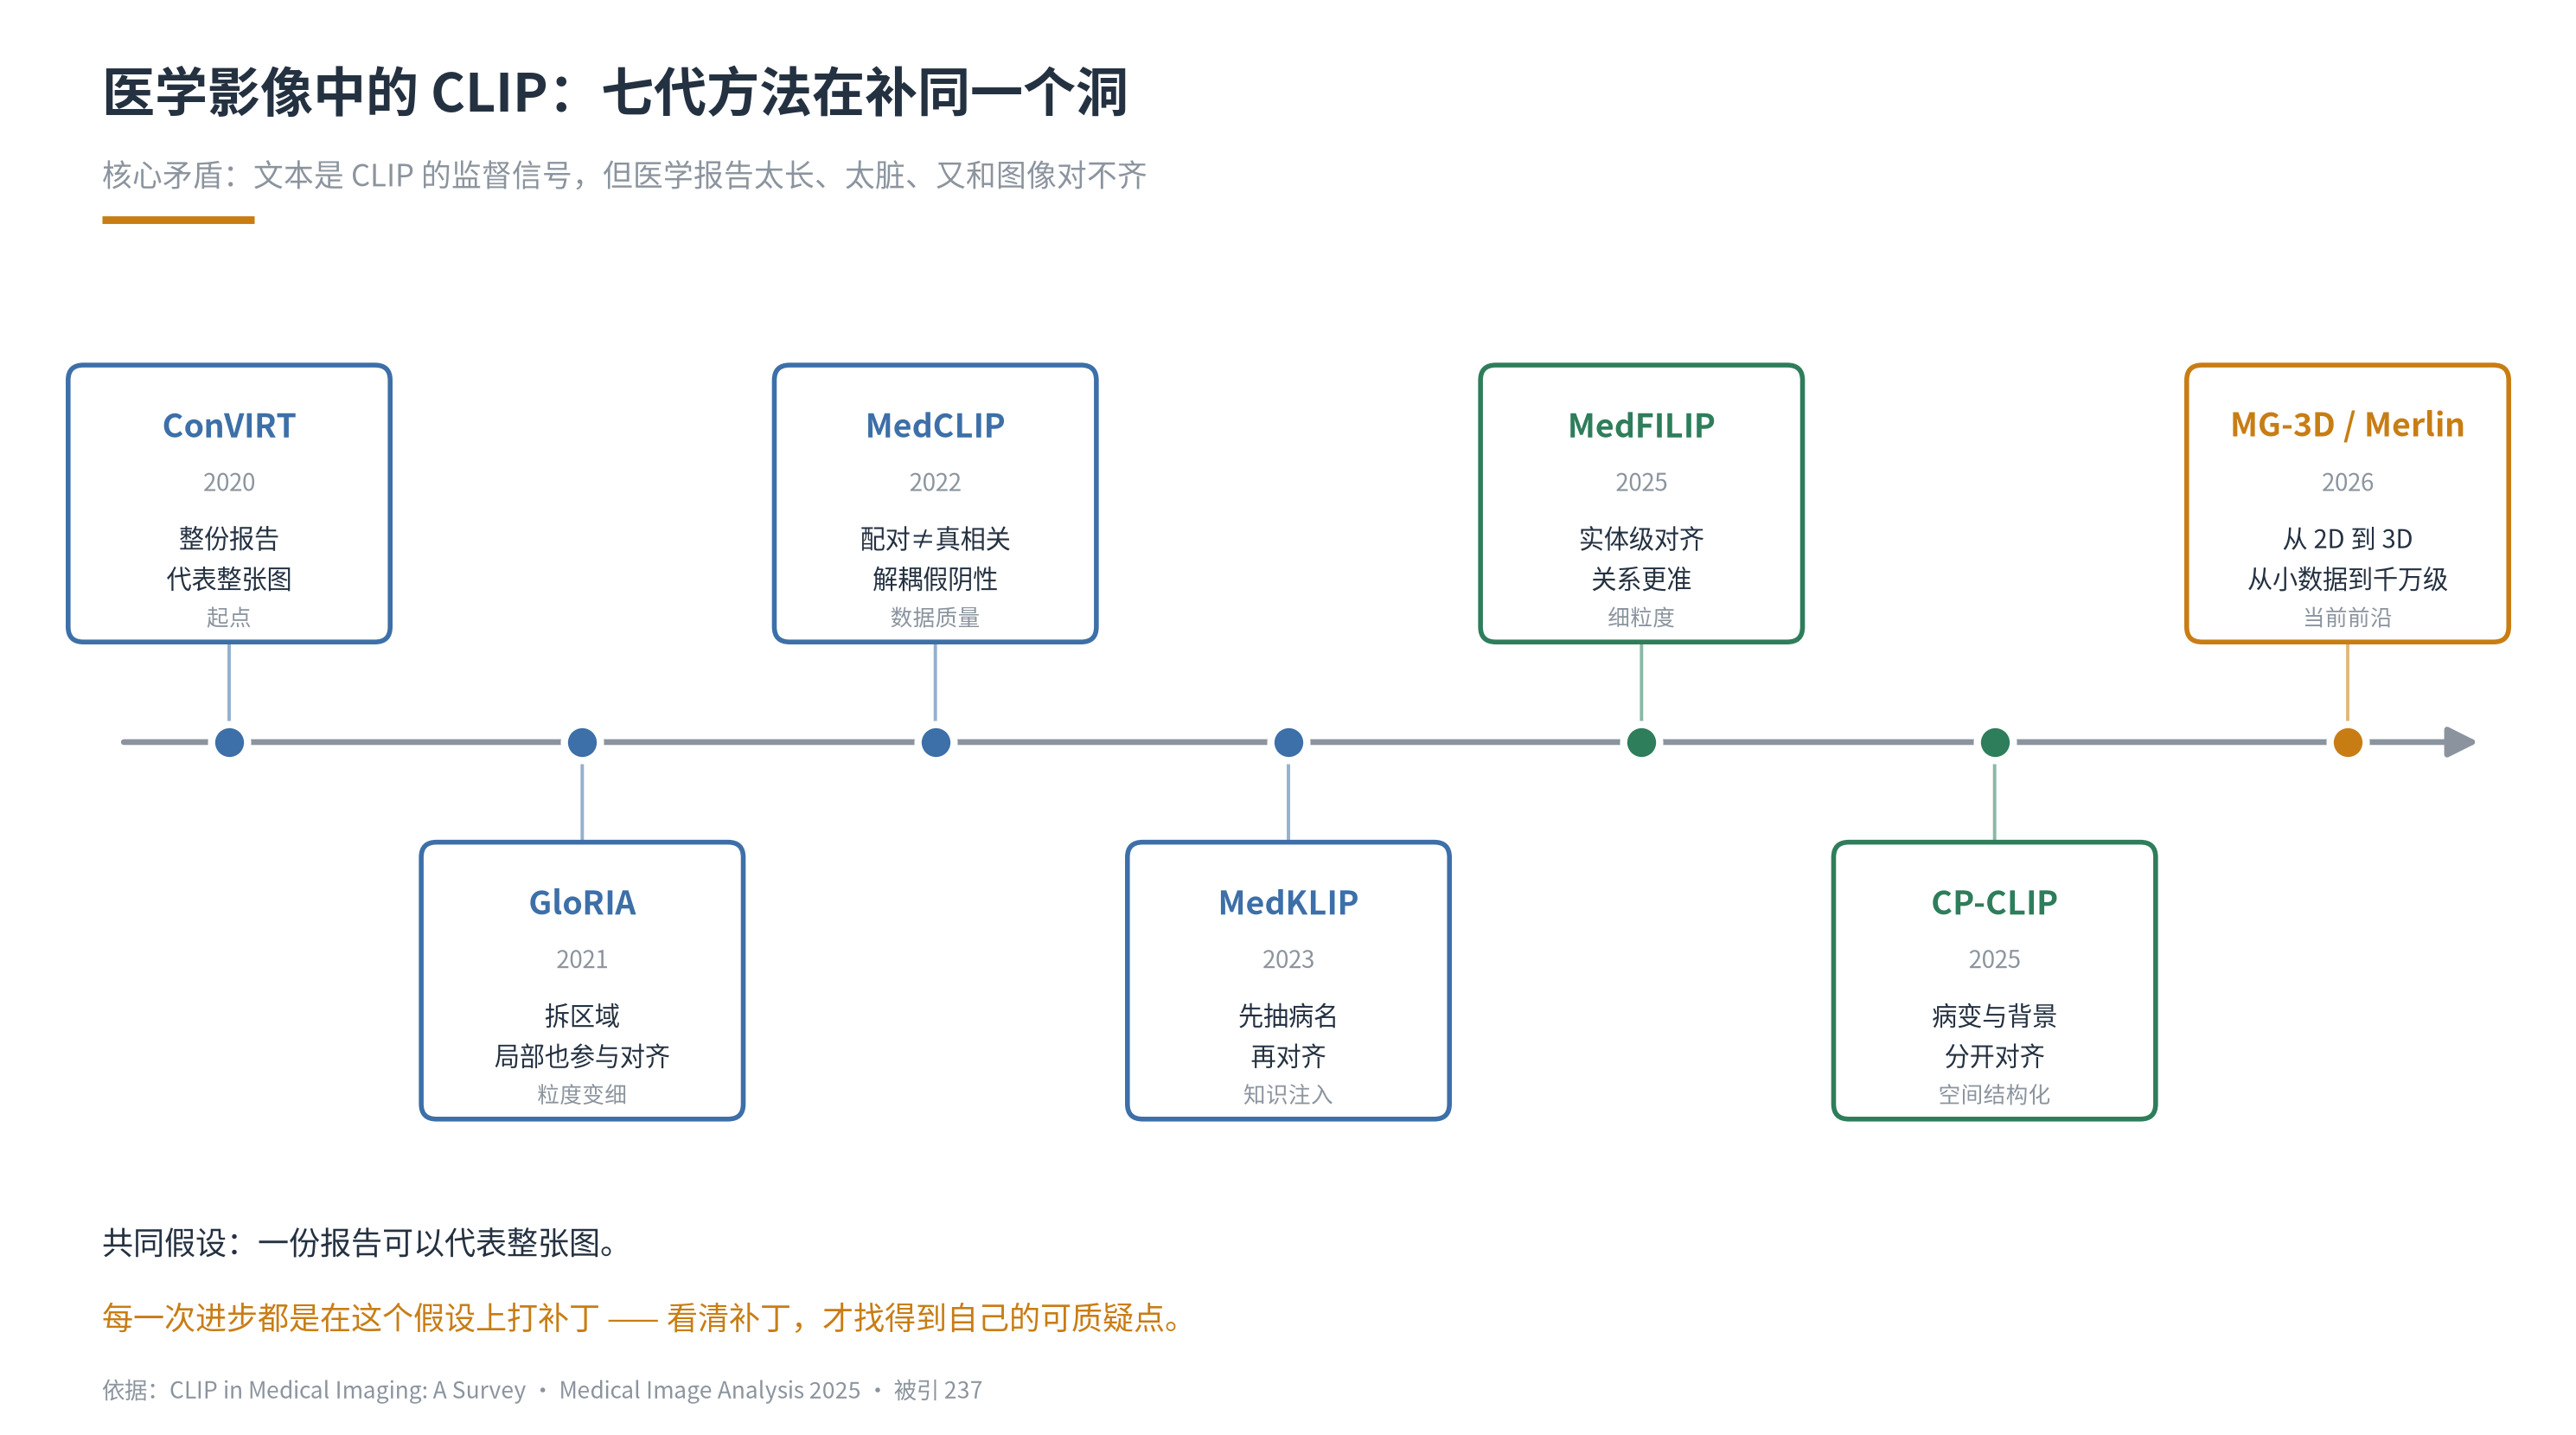 医学影像中的 CLIP：七代方法在补同一个洞
核心矛盾：文本是 CLIP 的监督信号，但医学报告太长、太脏、又和图像对不齐
ConVIRT
2020
整份报告
代表整张图
起点
MedCLIP
2022
配对≠真相关
解耦假阴性
数据质量
MedFILIP
2025
实体级对齐
关系更准
细粒度
MG-3D / Merlin
2026
从 2D 到 3D
从小数据到千万级
当前前沿
GloRIA
2021
拆区域
局部也参与对齐
粒度变细
MedKLIP
2023
先抽病名
再对齐
知识注入
CP-CLIP
2025
病变与背景
分开对齐
空间结构化
共同假设：一份报告可以代表整张图。
每一次进步都是在这个假设上打补丁 —— 看清补丁，才找得到自己的可质疑点。
依据：CLIP in Medical Imaging: A Survey · Medical Image Analysis 2025 · 被引 237